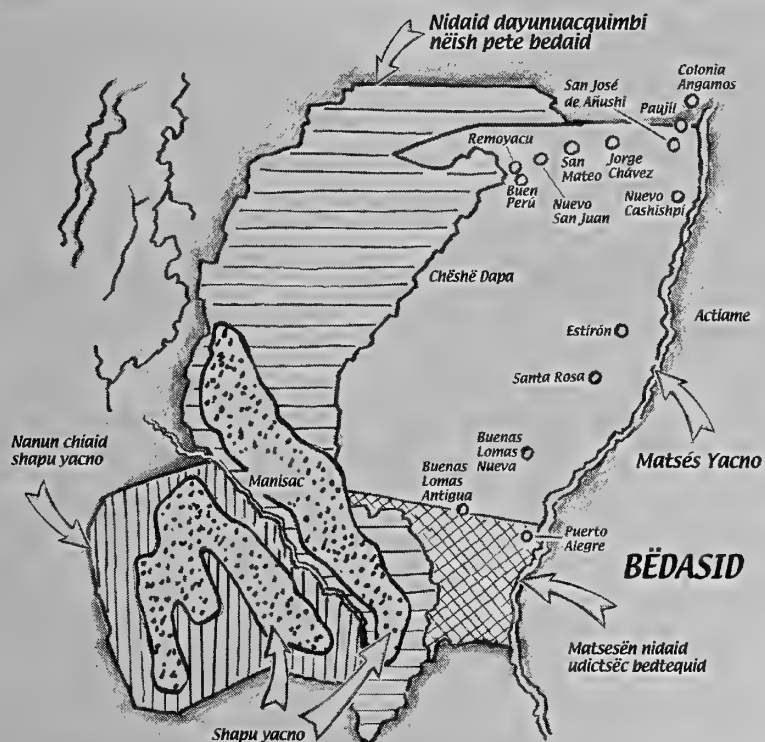 Nidaid dayunuacquimbi
nëish pete bedaid
Colonia
Angamos
San José
de Añushi
Paujil
Remoyacu
San
Mateo
Jorge
Chávez
Buen
Perú
Nuevo
San Juan
Nuevo
Cashishpi
Chëshë Dapa
Actiame
Estirón
Santa Rosa
Nanun chiaid
shapu yacno
Manisac
Buenas
Lomas
Nueva
Buenas
Lomas
Antigua
Matsés Yacno
Puerto
Alegre
BËDASID
Matsesën nidaid
udictsëc bedtequid
Shapu yacno